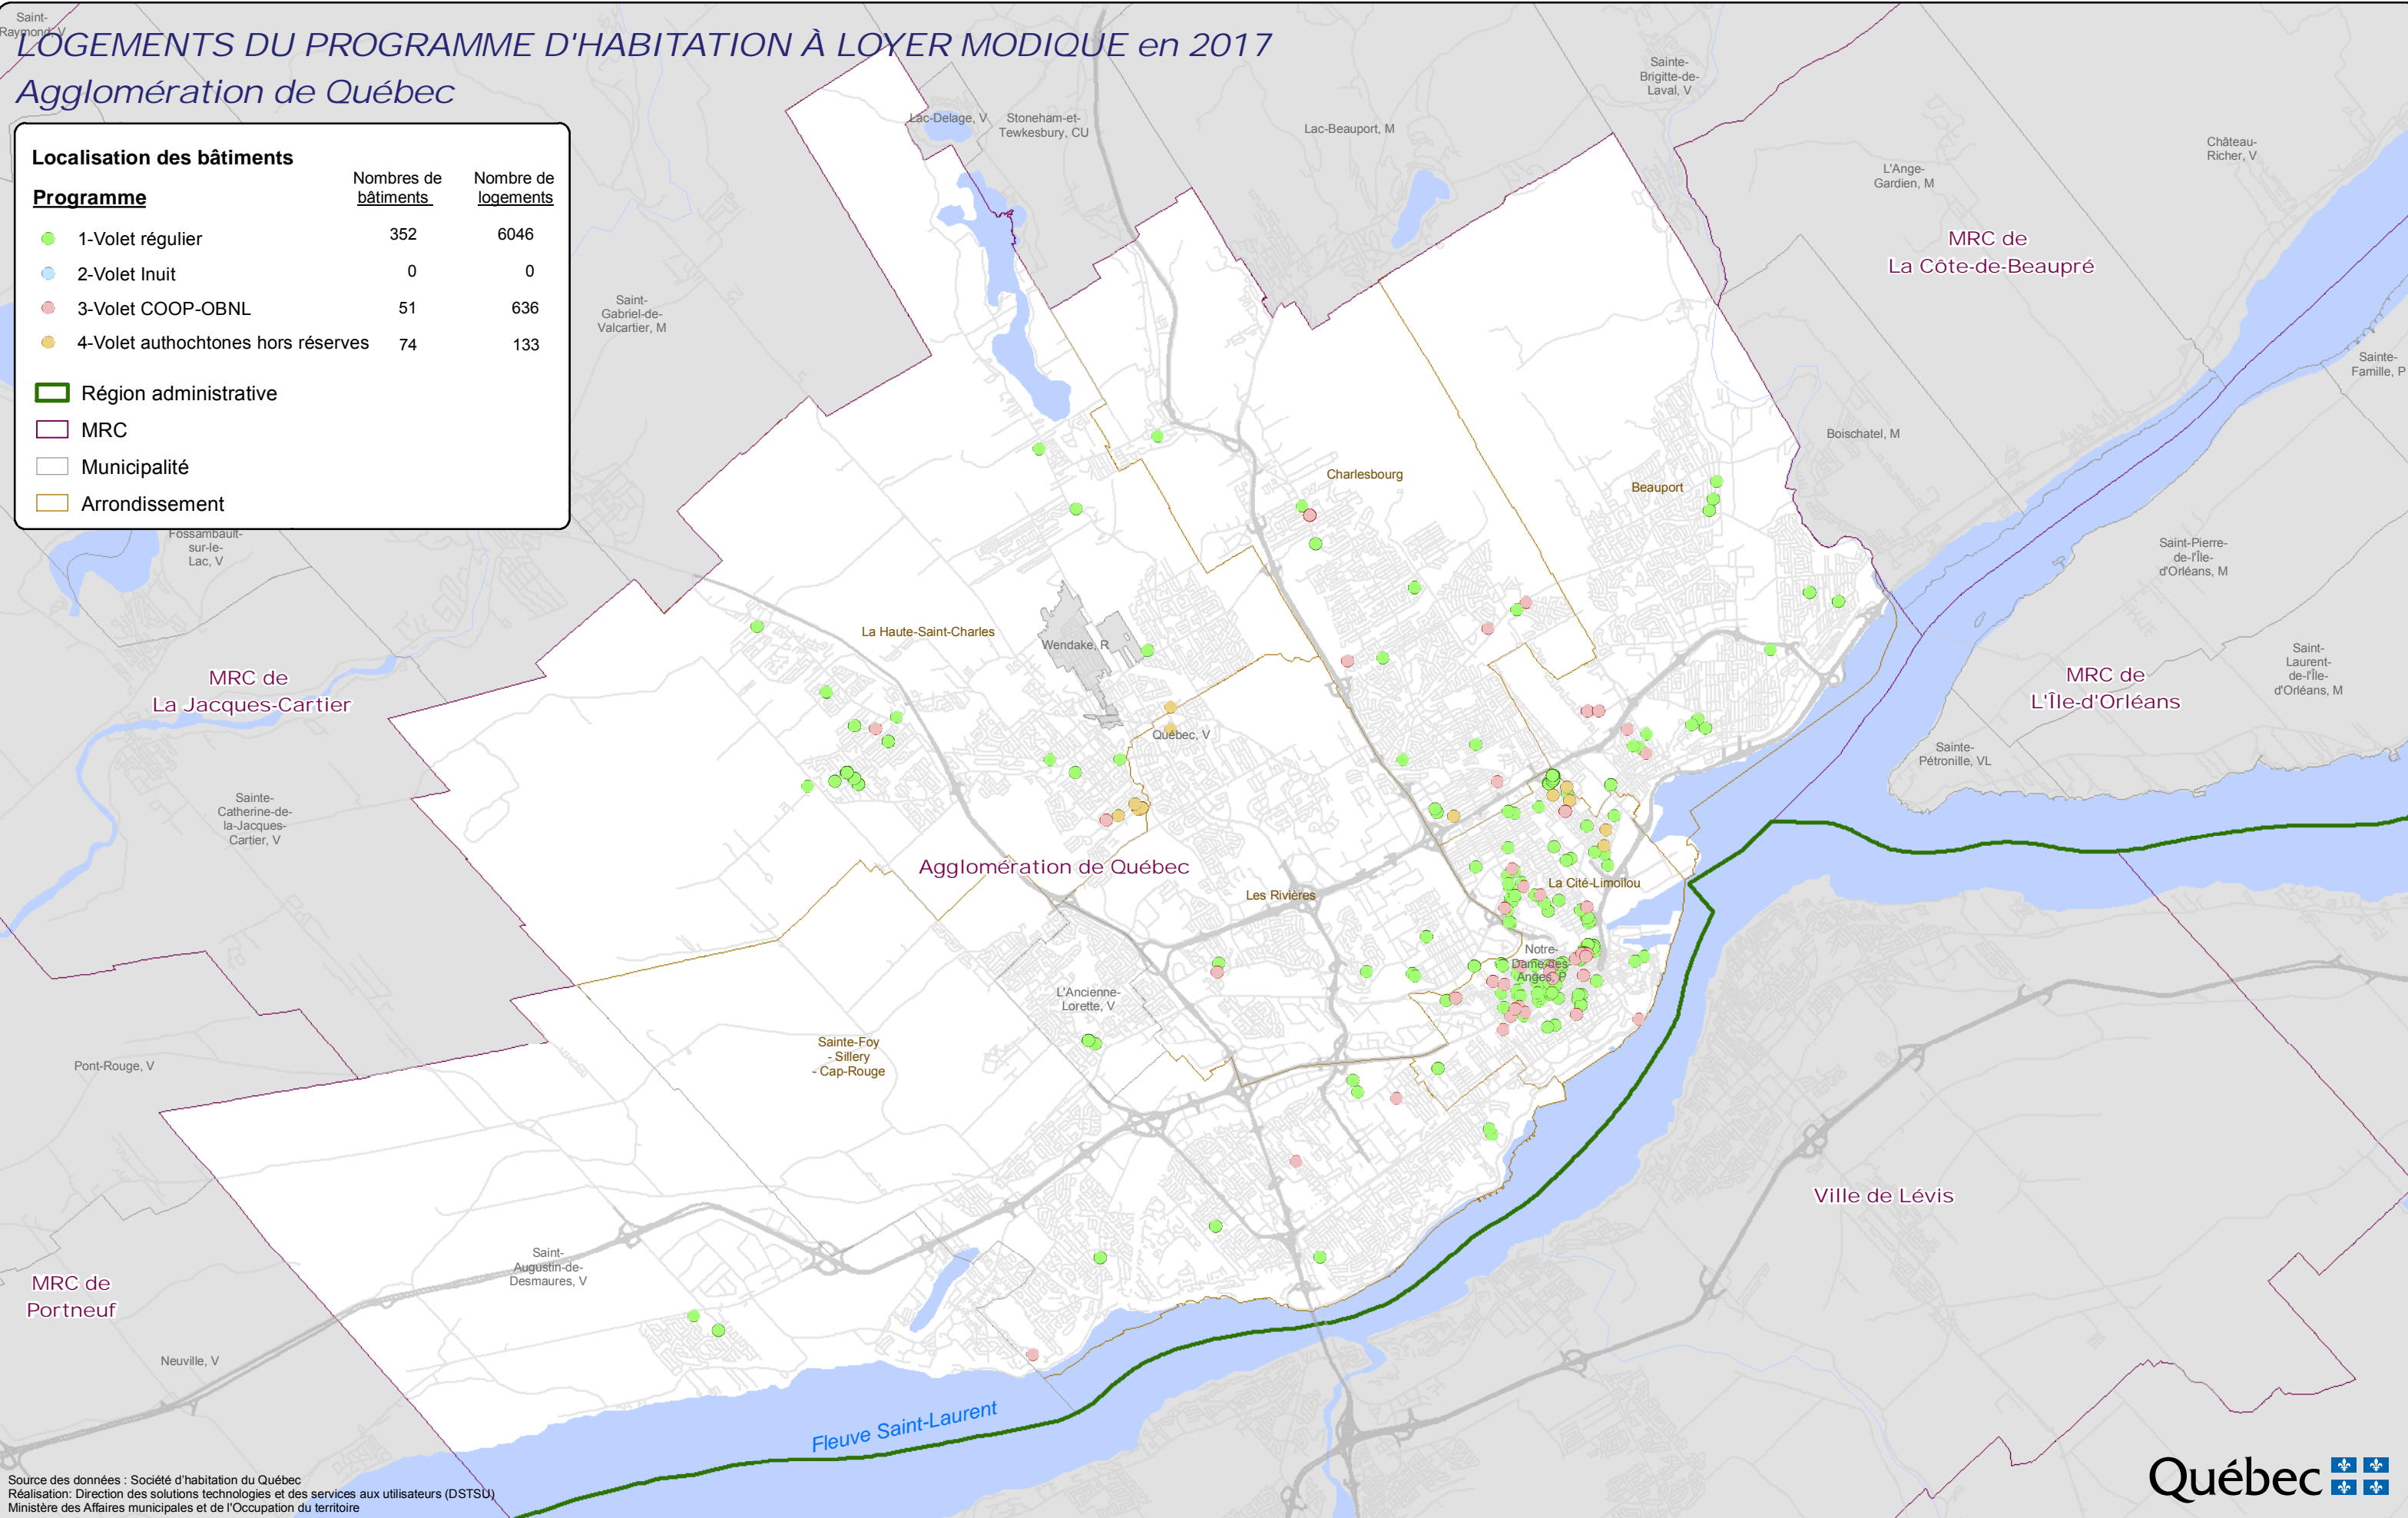 Saint-
Raymond, V
LOGEMENTS DU PROGRAMME D'HABITATION À LOYER MODIQUE en 2017
Agglomération de Québec
Localisation des bâtiments
Programme
Nombres de
bâtiments
Nombre de
logements
1-Volet régulier 352 6046
2-Volet Inuit 0 0
3-Volet COOP-OBNL 51 636
4-Volet authochtones hors réserves 74 133
Région administrative
MRC
Municipalité
Arrondissement
Lac-Delage, V
Stoneham-et-
Tewkesbury, CU
Lac-Beauport, M
Sainte-
Brigitte-de-
Laval, V
L'Ange-
Gardien, M
Château-
Richer, V
MRC de
La Côte-de-Beaupré
Saint-
Gabriel-de-
Valcartier, M
Sainte-
Famille, P
Boischatel, M
Charlesbourg
Beauport
Fossambault-
sur-le-
Lac, V
Saint-Pierre-
de-l'Île-
d'Orléans, M
La Haute-Saint-Charles
Wendake, R
MRC de
La Jacques-Cartier
MRC de
L'Île-d'Orléans
Saint-
Laurent-
de-l'Île-
d'Orléans, M
Québec, V
Sainte-
Pétronille, VL
Sainte-
Catherine-de-
la-Jacques-
Cartier, V
Agglomération de Québec
Les Rivières
La Cité-Limoilou
Notre-
Dame-des-
Anges, P
L'Ancienne-
Lorette, V
Sainte-Foy
- Sillery
- Cap-Rouge
Pont-Rouge, V
Ville de Lévis
Saint-
Augustin-de-
Desmaures, V
MRC de
Portneuf
Neuville, V
Fleuve Saint-Laurent
Source des données : Société d'habitation du Québec
Réalisation: Direction des solutions technologies et des services aux utilisateurs (DSTSU)
Ministère des Affaires municipales et de l'Occupation du territoire
Québec